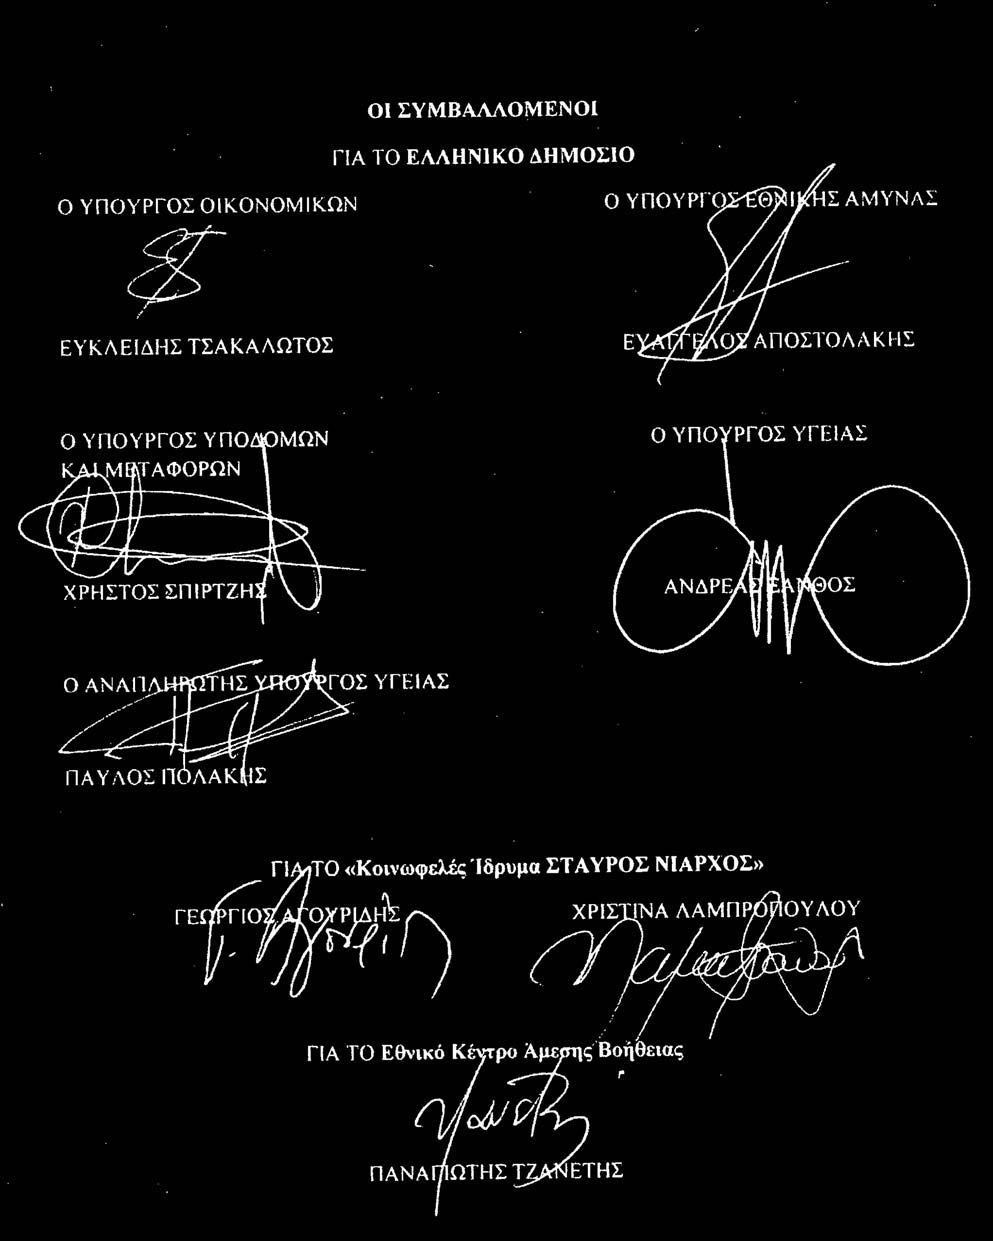 ΟΙ ΣΥΜΒΑΛΛΟΜΕΝΟΙ
ΓΙΑ ΤΟ ΕΛΛΗΝΙΚΟ ΔΗΜΟΣΙΟ
Ο ΥΠΟΥΡΓΟΣ ΟΙΚΟΝΟΜΙΚΩΝ
Ο ΥΠΟΥΡΓΟΣ ΕΘΝΙΚΗΣ ΑΜΥΝΑΣ
ΕΥΚΛΕΙΔΗΣ ΤΣΑΚΑΛΩΤΟΣ
ΕΥΑΓΓΕΛΟΣ ΑΠΟΣΤΟΛΑΚΗΣ
Ο ΥΠΟΥΡΓΟΣ ΥΠΟΔΟΜΩΝ
ΚΑΙ ΜΕΤΑΦΟΡΩΝ
Ο ΥΠΟΥΡΓΟΣ ΥΓΕΙΑΣ
ΧΡΗΣΤΟΣ ΣΠΙΡΤΖΗΣ
ΑΝΔΡΕΑΣ ΞΑΝΘΟΣ
Ο ΑΝΑΠΛΗΡΩΤΗΣ ΥΠΟΥΡΓΟΣ ΥΓΕΙΑΣ
ΠΑΥΛΟΣ ΠΟΛΑΚΗΣ
ΓΙΑ ΤΟ «Κοινωφελές Ίδρυμα ΣΤΑΥΡΟΣ ΝΙΑΡΧΟΣ»
ΓΕΩΡΓΙΟΣ ΑΓΟΥΡΙΔΗΣ
ΧΡΙΣΤΙΝΑ ΛΑΜΠΡΟΠΟΥΛΟΥ
ΓΙΑ ΤΟ Εθνικό Κέντρο Άμεσης Βοήθειας
ΠΑΝΑΓΙΩΤΗΣ ΤΖΑΝΕΤΗΣ